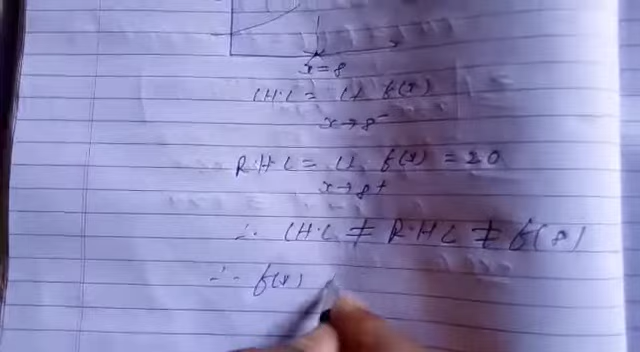 x=8
LHL = Lt f(x)
x→8⁻
RHL = Lt f(x) = 20
x→8+
∴ LHL ≠ RHL ≠ f(8)
∴ f(x)